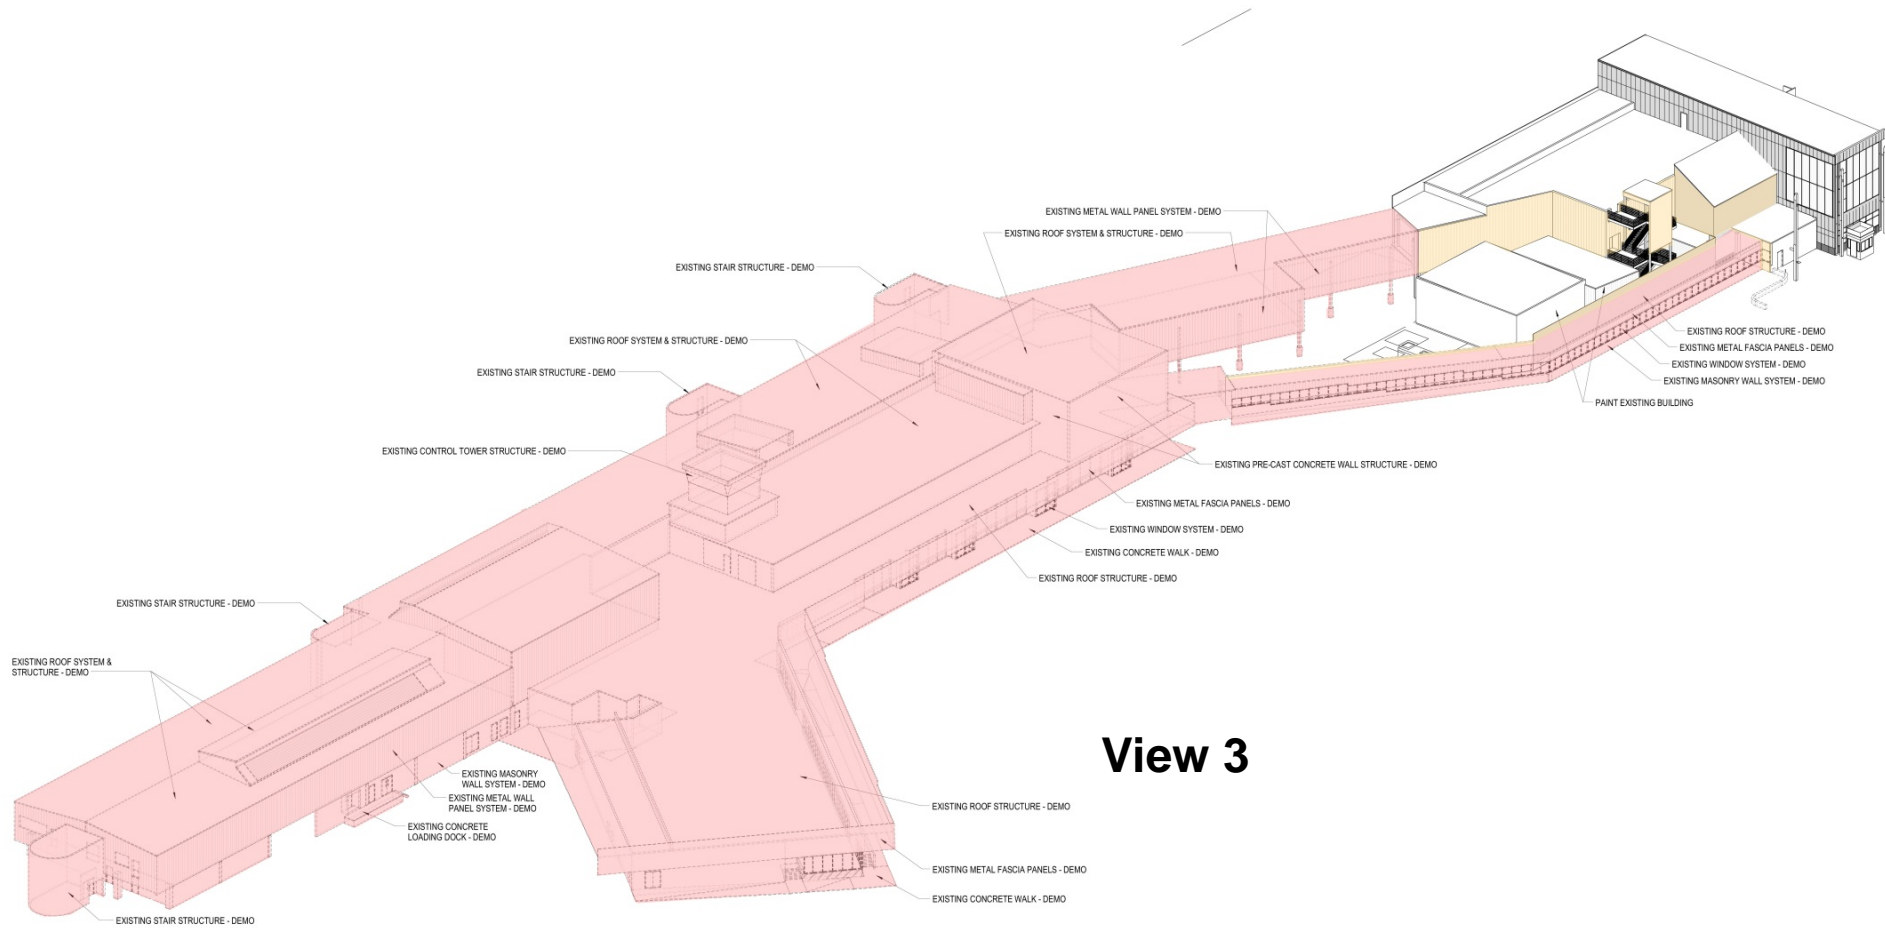 EXISTING METAL WALL PANEL SYSTEM - DEMO
EXISTING ROOF SYSTEM & STRUCTURE - DEMO
EXISTING STAIR STRUCTURE - DEMO
EXISTING ROOF STRUCTURE - DEMO
EXISTING ROOF SYSTEM & STRUCTURE - DEMO
EXISTING METAL FASCIA PANELS - DEMO
EXISTING WINDOW SYSTEM - DEMO
EXISTING STAIR STRUCTURE - DEMO
EXISTING MASONRY WALL SYSTEM - DEMO
PAINT EXISTING BUILDING
EXISTING CONTROL TOWER STRUCTURE - DEMO
EXISTING PRE-CAST CONCRETE WALL STRUCTURE - DEMO
EXISTING METAL FASCIA PANELS - DEMO
EXISTING WINDOW SYSTEM - DEMO
EXISTING CONCRETE WALK - DEMO
EXISTING ROOF STRUCTURE - DEMO
EXISTING STAIR STRUCTURE - DEMO
EXISTING ROOF SYSTEM &
STRUCTURE - DEMO
View 3
EXISTING MASONRY
WALL SYSTEM - DEMO
EXISTING METAL WALL
PANEL SYSTEM - DEMO
EXISTING CONCRETE
LOADING DOCK - DEMO
EXISTING ROOF STRUCTURE - DEMO
EXISTING METAL FASCIA PANELS - DEMO
EXISTING CONCRETE WALK - DEMO
EXISTING STAIR STRUCTURE - DEMO